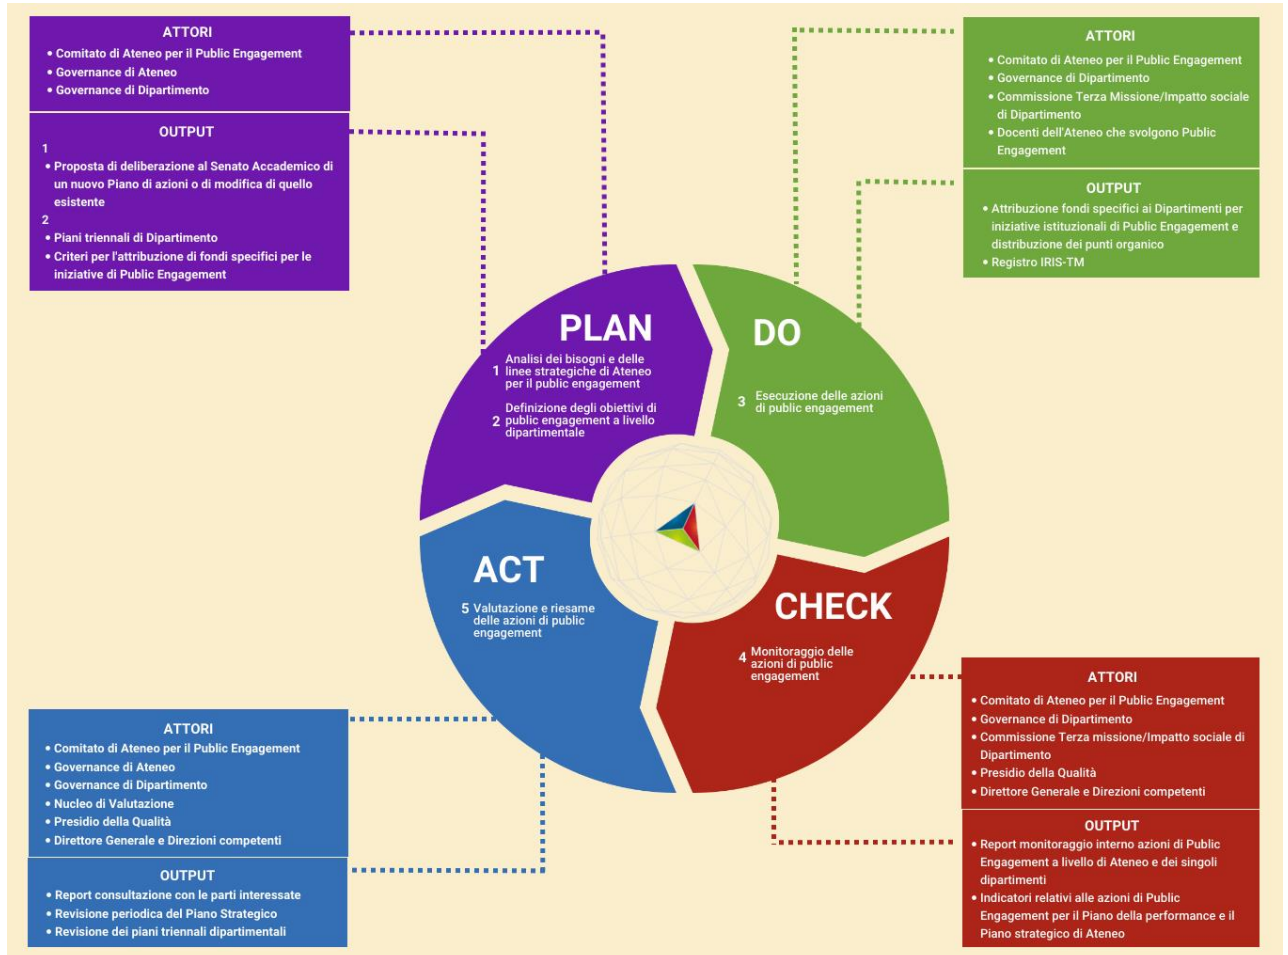 ATTORI
• Comitato di Ateneo per il Public Engagement
• Governance di Ateneo
• Governance di Dipartimento
OUTPUT
1
• Proposta di deliberazione al Senato Accademico di
un nuovo Piano di azioni o di modifica di quello
esistente
2
• Piani triennali di Dipartimento
• Criteri per l'attribuzione di fondi specifici per le
iniziative di Public Engagement
ATTORI
• Comitato di Ateneo per il Public Engagement
• Governance di Dipartimento
• Commissione Terza Missione/Impatto sociale
di Dipartimento
• Docenti dell'Ateneo che svolgono Public
Engagement
OUTPUT
• Attribuzione fondi specifici ai Dipartimenti per
iniziative istituzionali di Public Engagement e
distribuzione dei punti organico
• Registro IRIS-TM
PLAN
Analisi dei bisogni e delle
1 linee strategiche di Ateneo
per il public engagement
Definizione degli obiettivi di
2 public engagement a livello
dipartimentale
DO
3 Esecuzione delle azioni
di public engagement
ACT
5 Valutazione e riesame
delle azioni di public
engagement
CHECK
4 Monitoraggio delle
azioni di public
engagement
ATTORI
• Comitato di Ateneo per il Public Engagement
• Governance di Ateneo
• Governance di Dipartimento
• Nucleo di Valutazione
• Presidio della Qualità
• Direttore Generale e Direzioni competenti
OUTPUT
• Report consultazione con le parti interessate
• Revisione periodica del Piano Strategico
• Revisione dei piani triennali dipartimentali
ATTORI
• Comitato di Ateneo per il Public Engagement
• Governance di Dipartimento
• Commissione Terza missione/Impatto sociale di
Dipartimento
• Presidio della Qualità
• Direttore Generale e Direzioni competenti
OUTPUT
• Report monitoraggio interno azioni di Public
Engagement a livello di Ateneo e dei singoli
dipartimenti
• Indicatori relativi alle azioni di Public
Engagement per il Piano della performance e il
Piano strategico di Ateneo